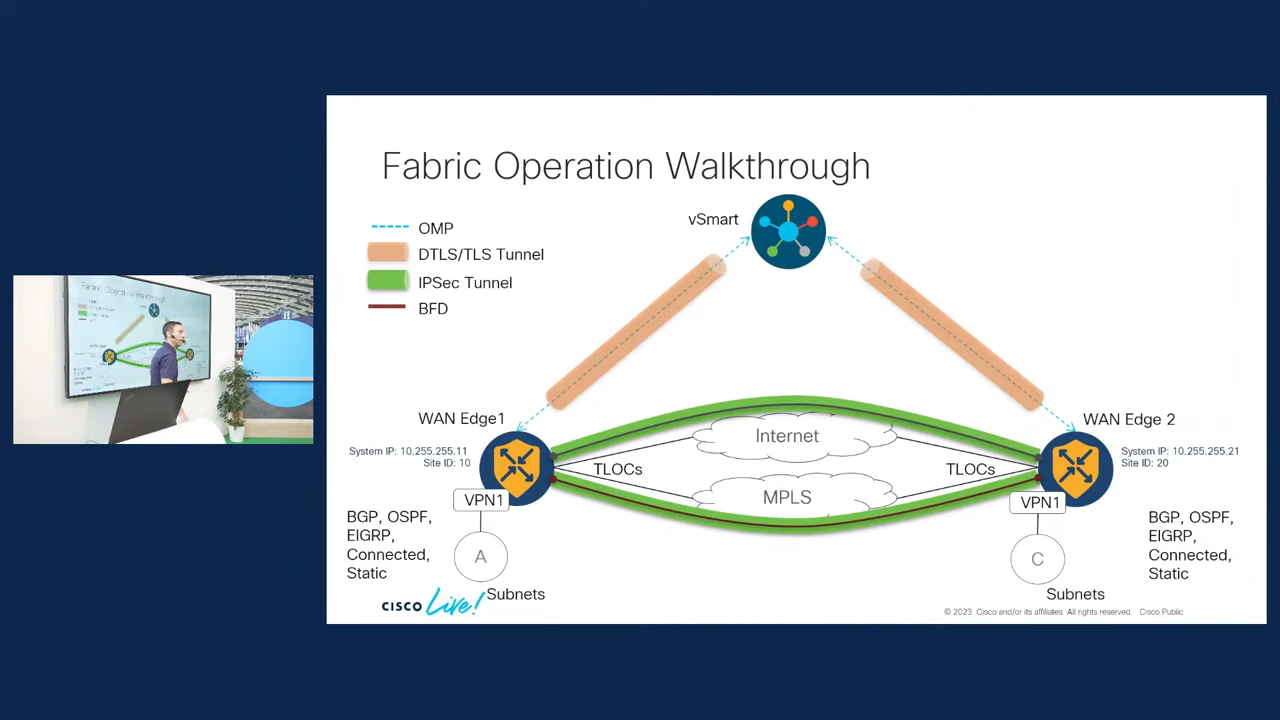 Fabric Operation Walkthrough
OMP
DTLS/TLS Tunnel
IPSec Tunnel
BFD
vSmart
WAN Edge1
System IP: 10.255.255.11
Site ID: 10
WAN Edge 2
System IP: 10.255.255.21
Site ID: 20
Internet
TLOCs
TLOCs
MPLS
VPN1
VPN1
BGP, OSPF,
EIGRP,
Connected,
Static
A
Subnets
C
Subnets
BGP, OSPF,
EIGRP,
Connected,
Static
CISCO Live!
© 2023 Cisco and/or its affiliates. All rights reserved. Cisco Public
Fabric Operation Walkthrough